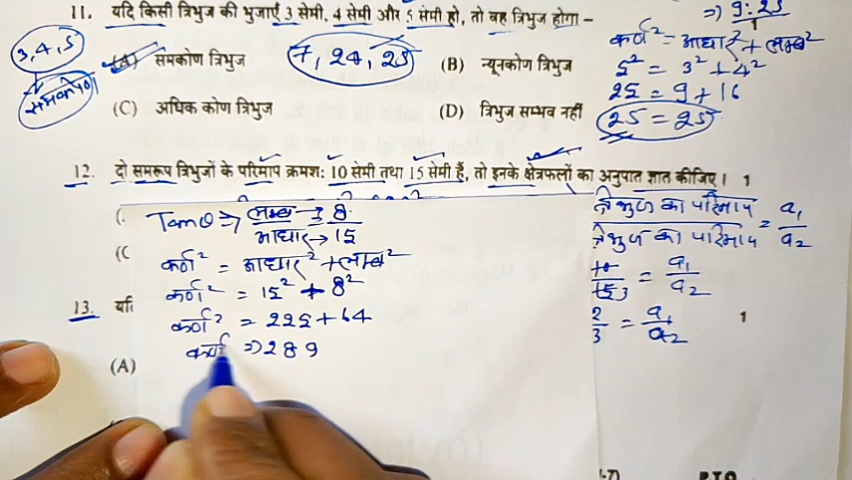 11. यदि किसी त्रिभुज की भुजाएँ 3 सेमी, 4 सेमी और 5 सेमी हो, तो वह त्रिभुज होगा –
(A) समकोण त्रिभुज
(B) न्यूनकोण त्रिभुज
(C) अधिक कोण त्रिभुज
(D) त्रिभुज सम्भव नहीं
3, 4, 5
समकोण
7, 24, 25
⇒ 9:25
1
कर्ण² = आधार² + लम्ब²
5² = 3² + 4²
25 = 9 + 16
25 = 25
12. दो समरूप त्रिभुजों के परिमाप क्रमशः 10 सेमी तथा 15 सेमी हैं, तो इनके क्षेत्रफलों का अनुपात ज्ञात कीजिए। 1
(.
(C
Tanθ ⇒ लम्ब → 8
आधार → 15
कर्ण² = आधार² + लम्ब²
कर्ण² = 15² + 8²
कर्ण² = 225 + 64
कर्ण ⇒ 289
त्रिभुज का परिमाप
त्रिभुज का परिमाप = a₁/a₂
10/15 = a₁/a₂
2/3 = a₁/a₂
13. यदि
1
(A)
(-7)
P.T.O